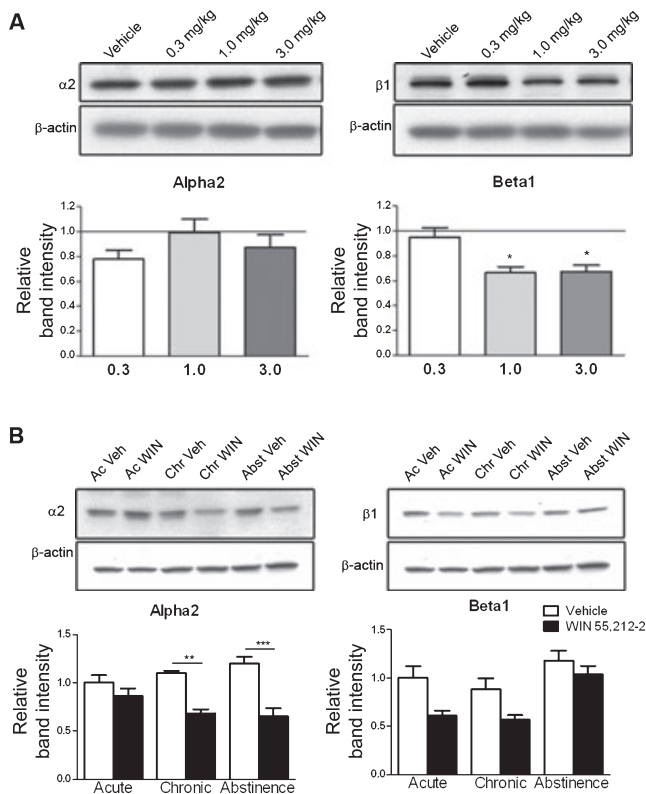 A
Vehicle 0.3 mg/kg 1.0 mg/kg 3.0 mg/kg
α2
β-actin
Vehicle 0.3 mg/kg 1.0 mg/kg 3.0 mg/kg
β1
β-actin
Alpha2
Relative
band intensity
1.2
1.0
0.8
0.6
0.4
0.2
0.0
0.3 1.0 3.0
Beta1
Relative
band intensity
1.2
1.0
0.8
0.6
0.4
0.2
0.0
* *
0.3 1.0 3.0
B
Ac Veh Ac WIN Chr Veh Chr WIN Abst Veh Abst WIN
α2
β-actin
Ac Veh Ac WIN Chr Veh Chr WIN Abst Veh Abst WIN
β1
β-actin
Alpha2
Relative
band intensity
1.5
1.0
0.5
0.0
** ***
Acute Chronic Abstinence
Beta1
Vehicle
WIN 55,212-2
Relative
band intensity
1.5
1.0
0.5
0.0
Acute Chronic Abstinence